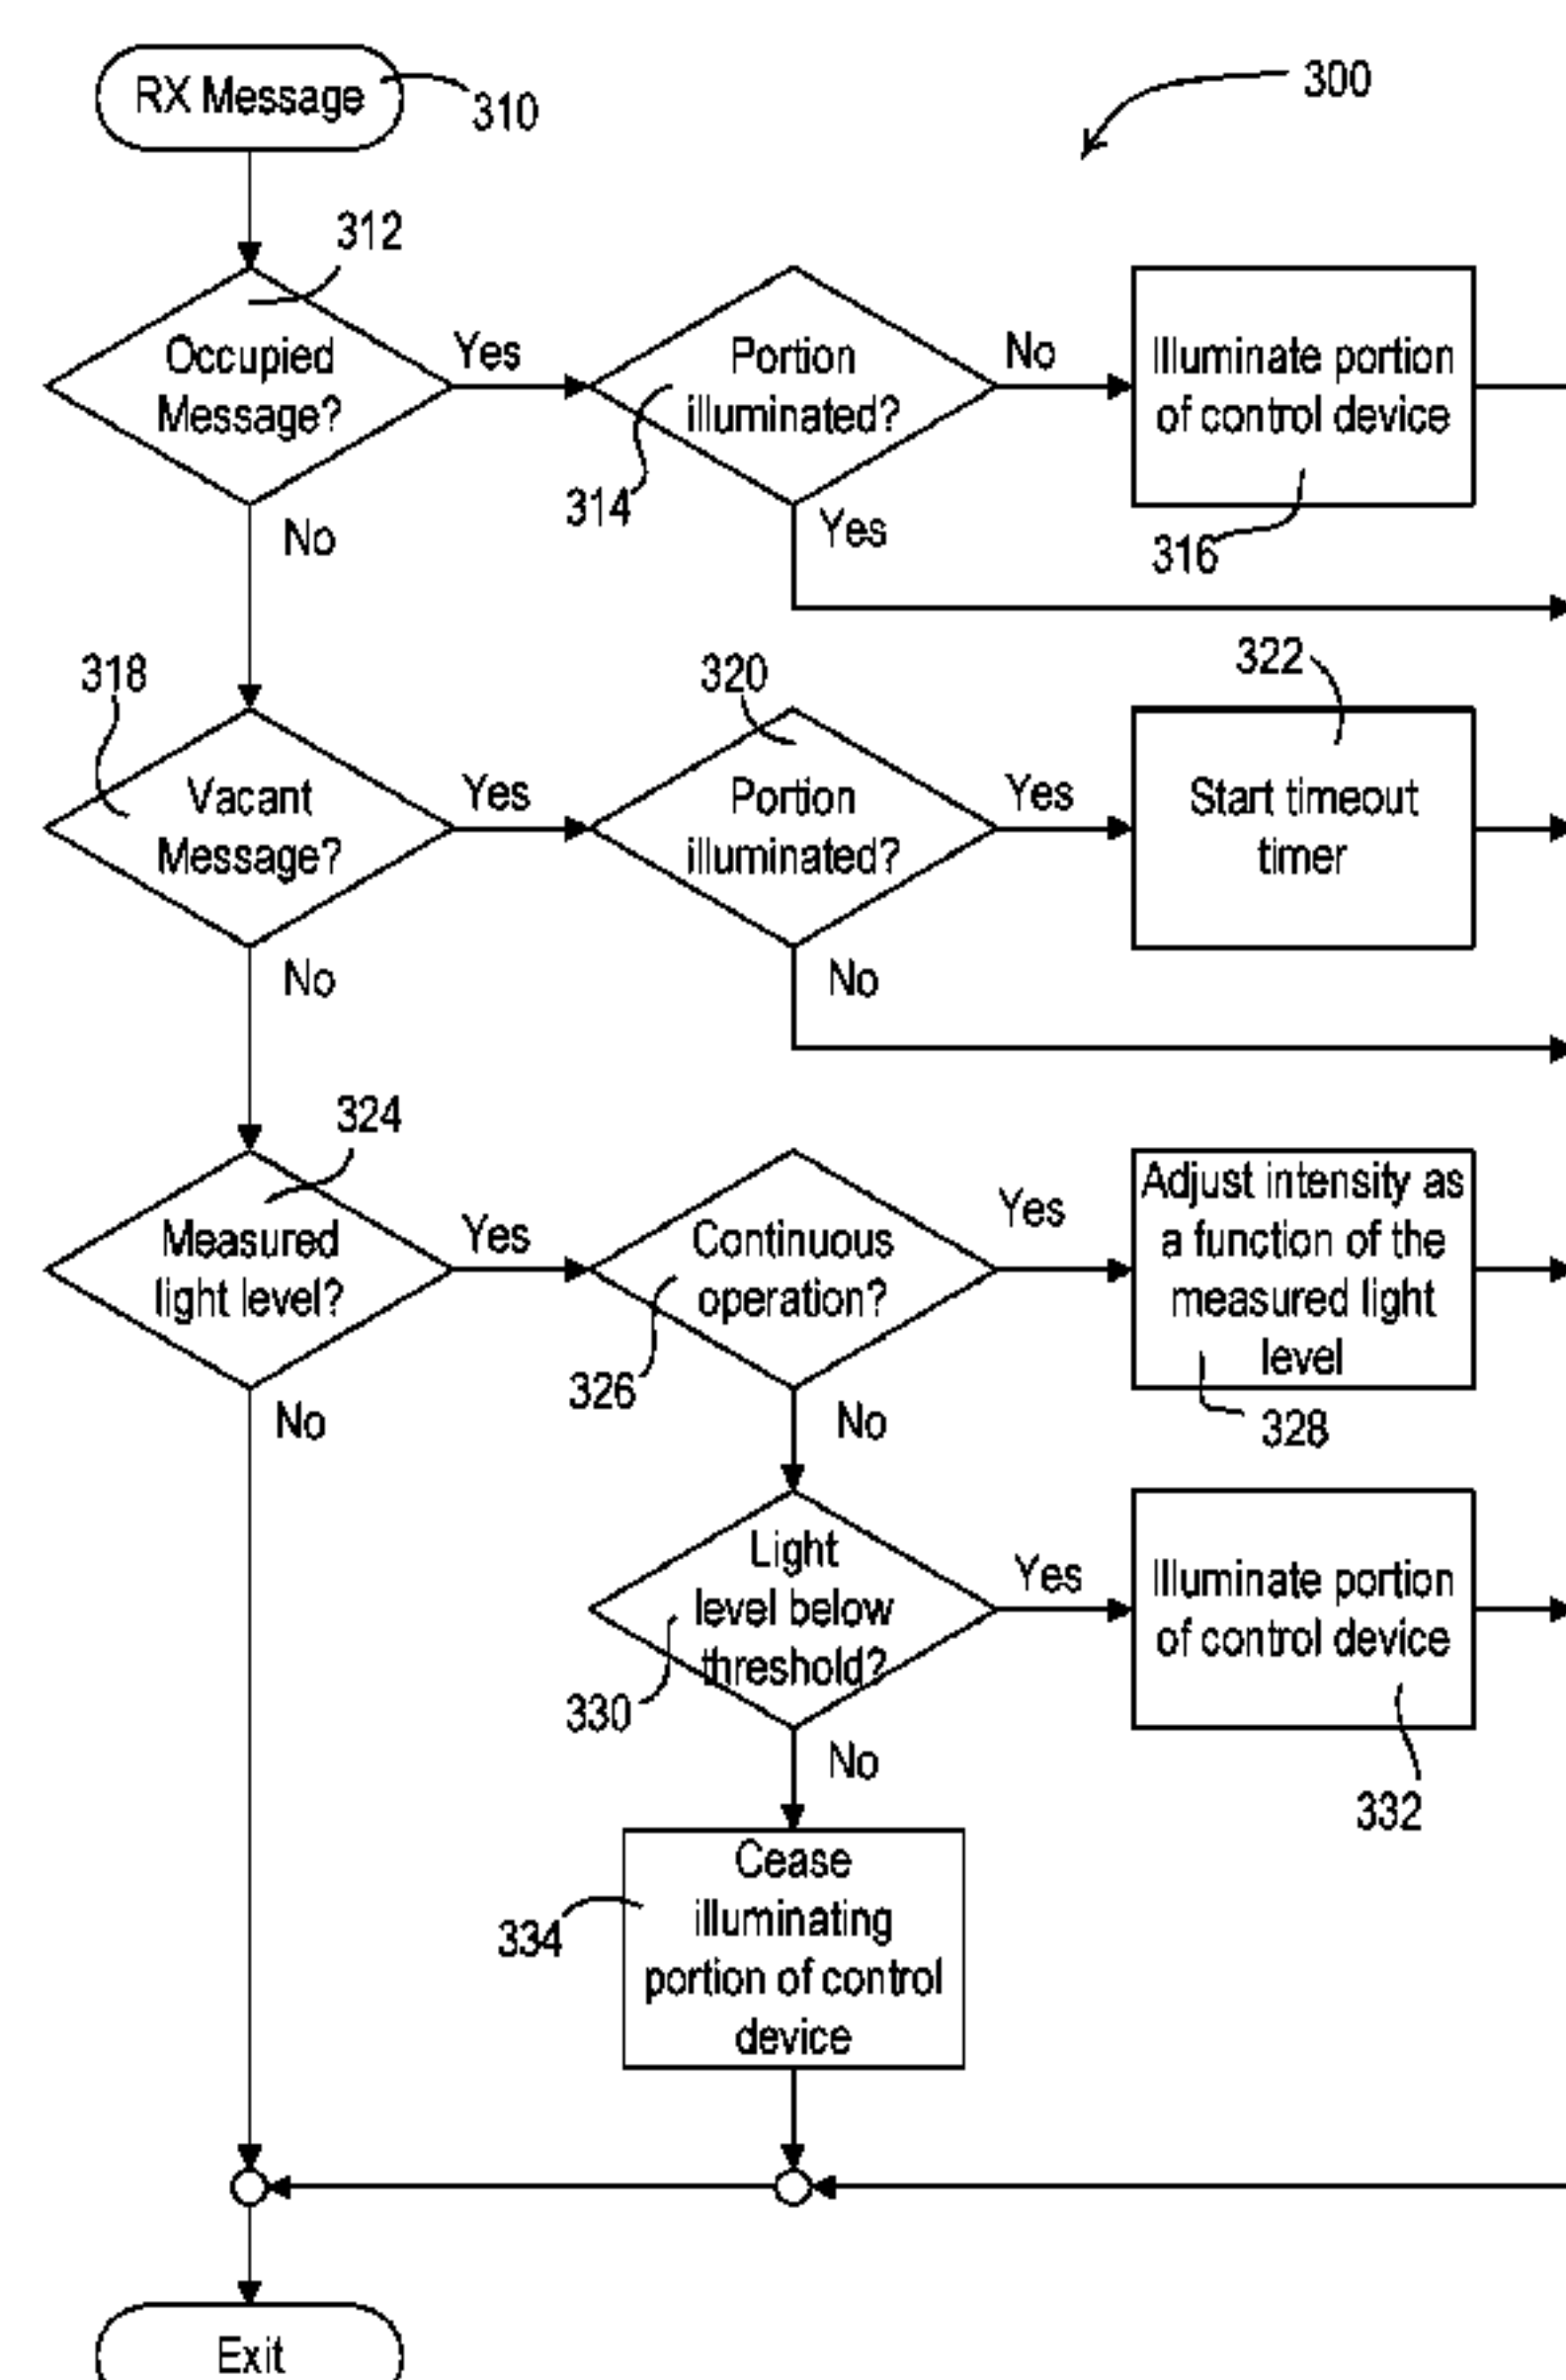 RX Message
310
300
312
Occupied
Message?
Yes
Portion
illuminated?
314
No
Illuminate portion
of control device
316
No
Yes
318
Vacant
Message?
Yes
320
Portion
illuminated?
Yes
322
Start timeout
timer
No
No
324
Measured
light level?
Yes
Continuous
operation?
326
Yes
Adjust intensity as
a function of the
measured light
level
328
No
No
Light
level below
threshold?
330
Yes
Illuminate portion
of control device
332
No
Cease
illuminating
portion of control
device
334
Exit